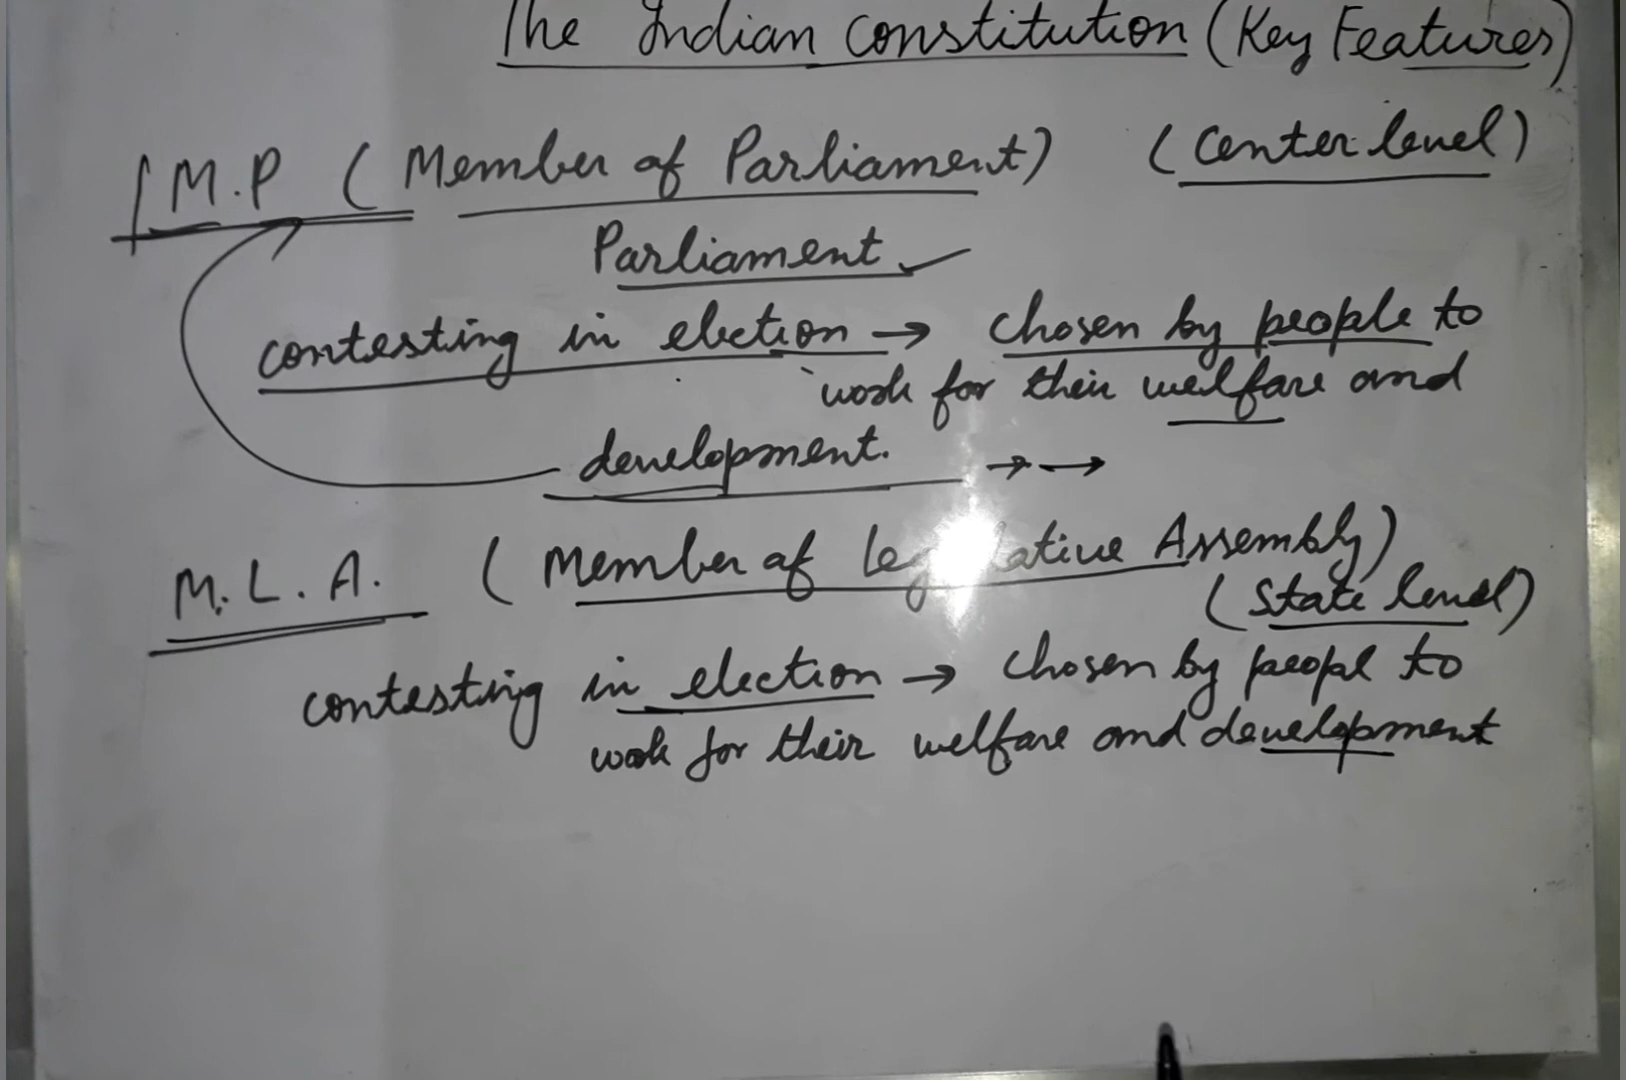 The Indian constitution (Key Features)
M.P (Member of Parliament) (Center level)
Parliament
contesting in election → chosen by people to
work for their welfare and
development. →→
M.L.A. (Member of Legislative Assembly)
(State level)
contesting in election → chosen by peopl to
work for their welfare and development